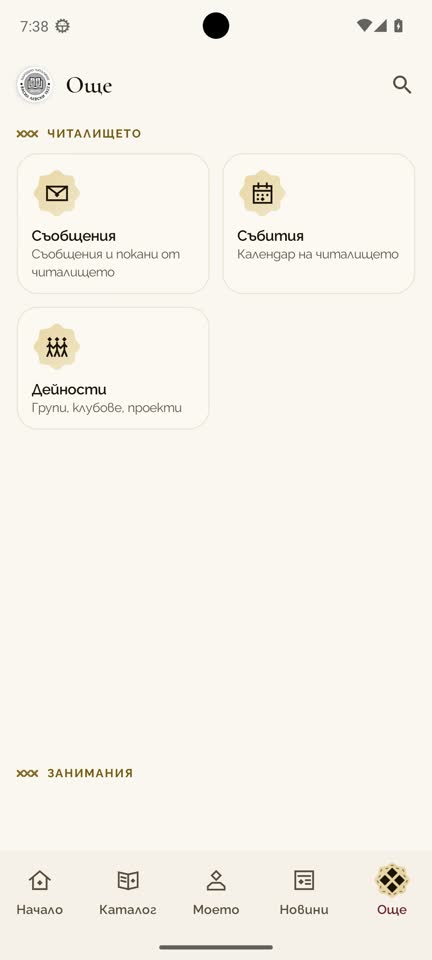 7:38
Още
ЧИТАЛИЩЕТО
Съобщения
Съобщения и покани от
читалището
Събития
Календар на читалището
Дейности
Групи, клубове, проекти
ЗАНИМАНИЯ
Начало
Каталог
Моето
Новини
Още